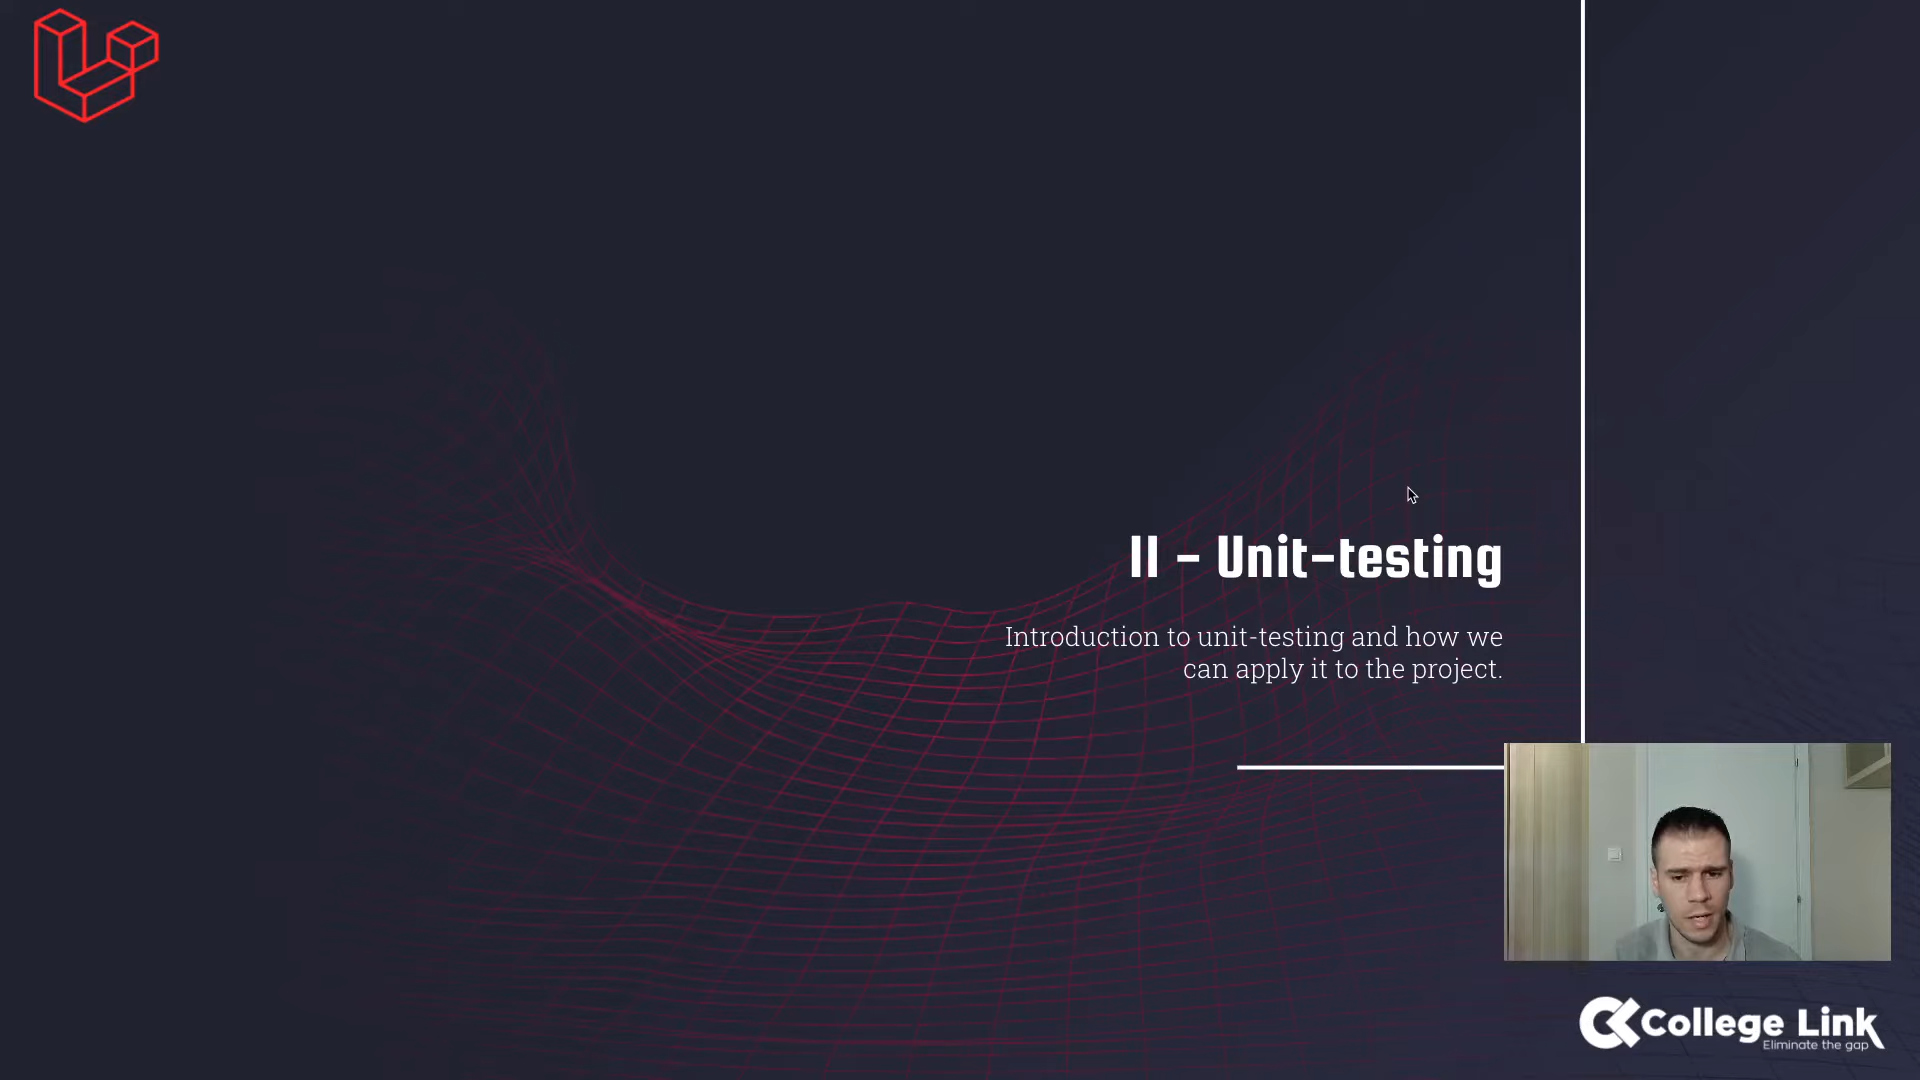 II - Unit-testing
Introduction to unit-testing and how we
can apply it to the project.
College Link
Eliminate the gap